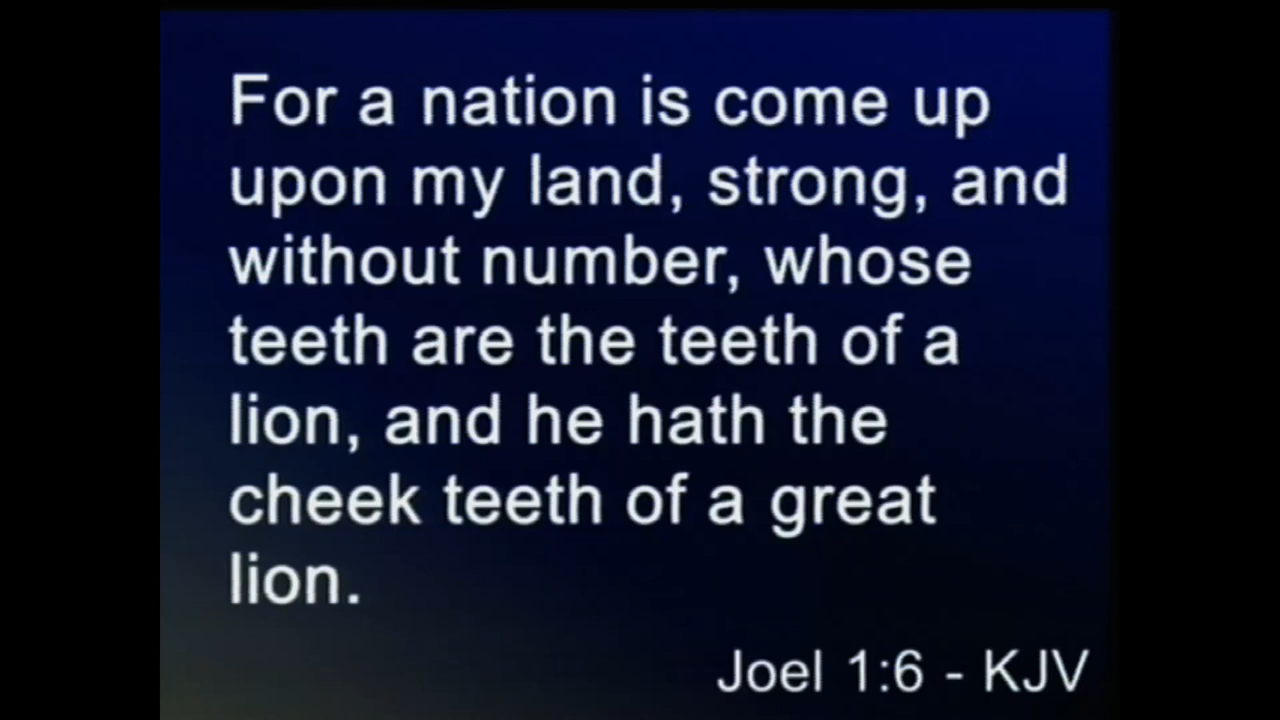 For a nation is come up
upon my land, strong, and
without number, whose
teeth are the teeth of a
lion, and he hath the
cheek teeth of a great
lion.
Joel 1:6 - KJV